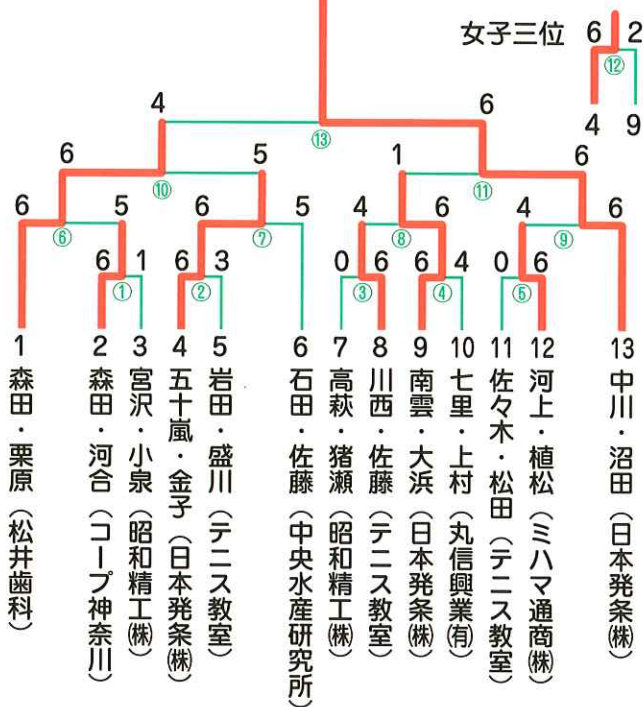 女子三位 6 2
⑫
4 9
4 6
⑬
6 5 1 6
⑩ ⑪
6 5 6 5 4 6 4 6
⑥ ⑦ ⑧ ⑨
6 1 6 3 0 6 6 4 0 6
① ② ③ ④ ⑤
1 森田・栗原(松井歯科)
2 森田・河合(コープ神奈川)
3 宮沢・小泉(昭和精工㈱)
4 五十嵐・金子(日本発条㈱)
5 岩田・盛川(テニス教室)
6 石田・佐藤(中央水産研究所)
7 高萩・猪瀬(昭和精工㈱)
8 川西・佐藤(テニス教室)
9 南雲・大浜(日本発条㈱)
10 七里・上村(丸信興業㈲)
11 佐々木・松田(テニス教室)
12 河上・植松(ミハマ通商㈱)
13 中川・沼田(日本発条㈱)